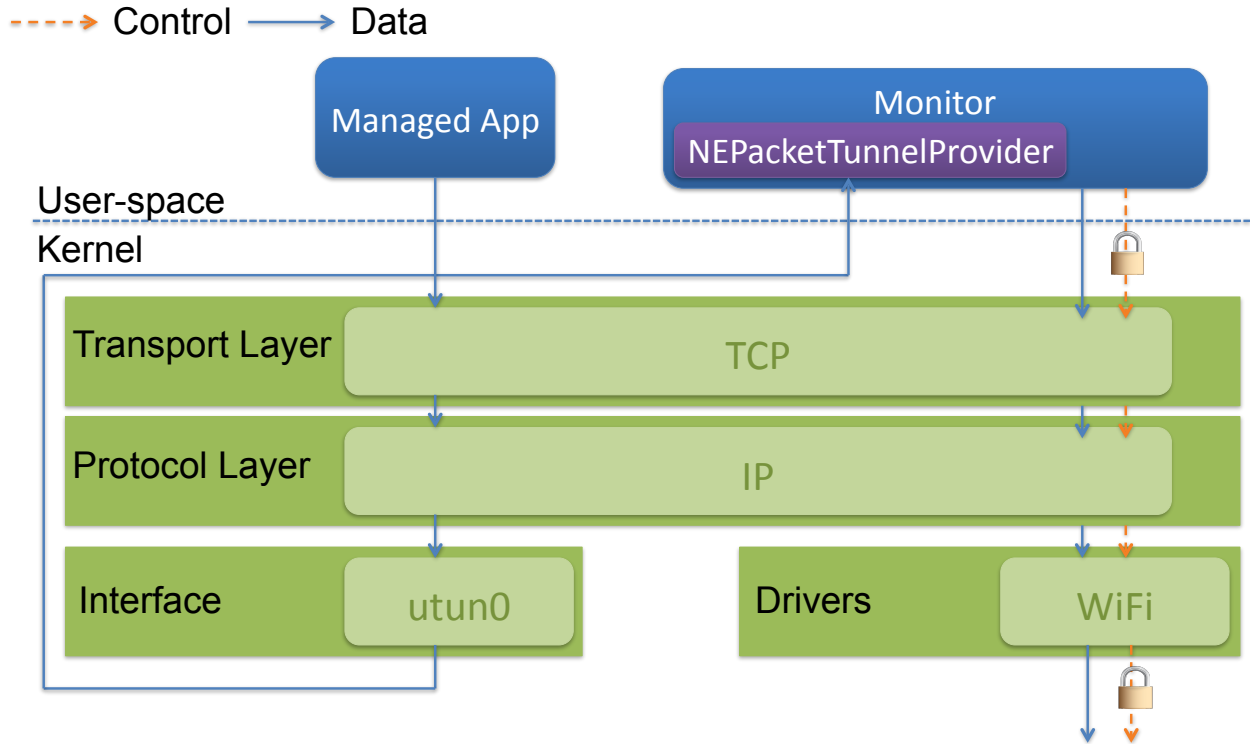 Control
Data
Managed App
Monitor
NEPacketTunnelProvider
User-space
Kernel
Transport Layer
TCP
Protocol Layer
IP
Interface
utun0
Drivers
WiFi